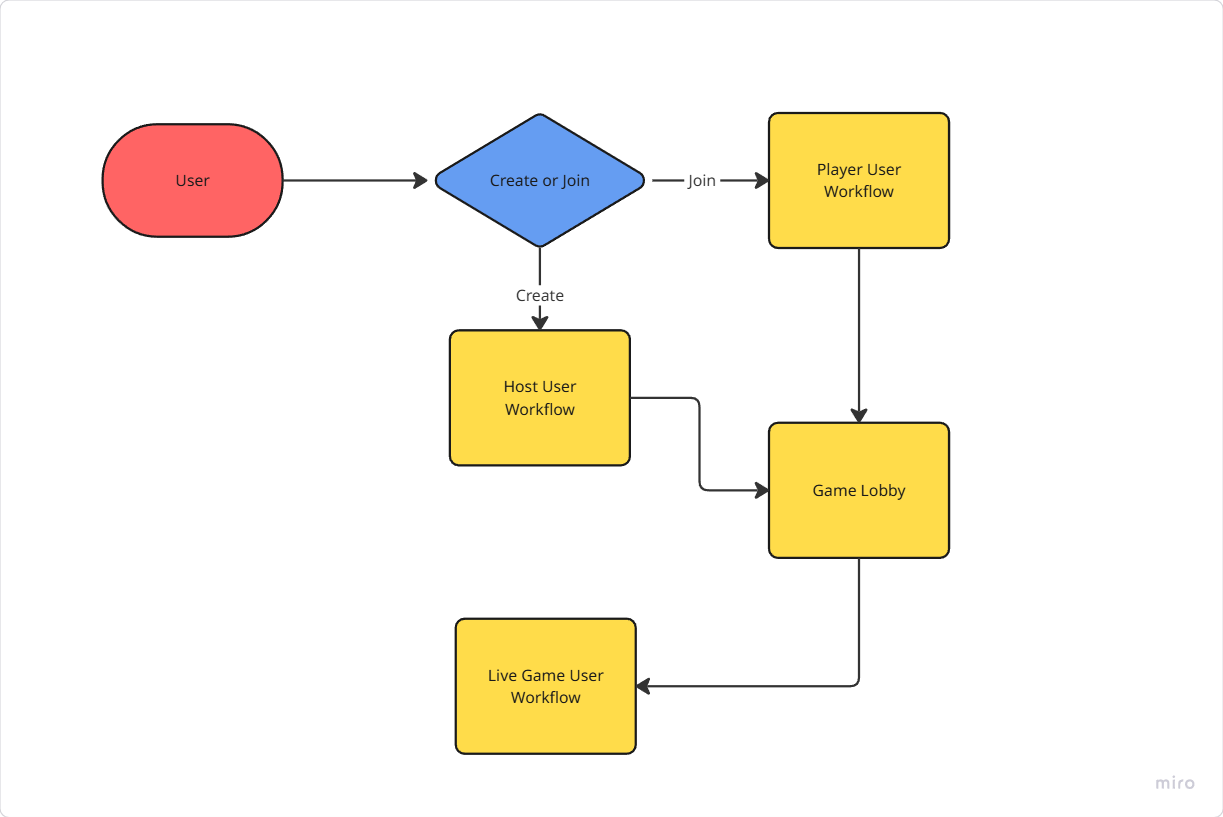 User
Create or Join
Join
Player User
Workflow
Create
Host User
Workflow
Game Lobby
Live Game User
Workflow
miro